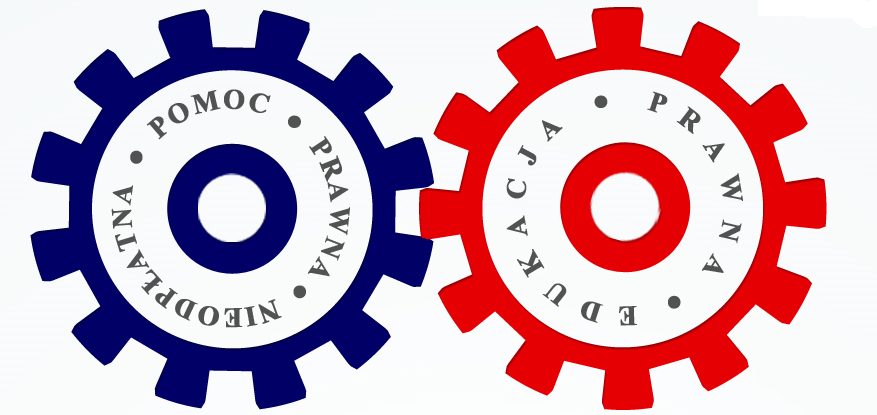 POMOC • PRAWNA • NIEODPŁATNA •
EDUKACJA • PRAWNA •